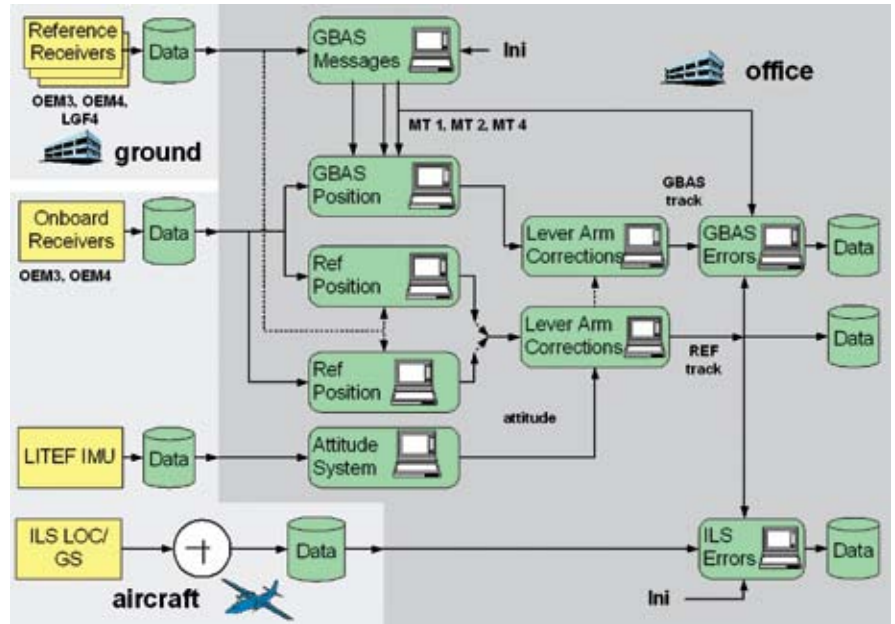 Reference
Receivers
Data
OEM3, OEM4,
LGF4
ground
GBAS
Messages
Ini
office
MT 1, MT 2, MT 4
Onboard
Receivers
Data
OEM3, OEM4
GBAS
Position
Ref
Position
Ref
Position
Lever Arm
Corrections
GBAS
track
GBAS
Errors
Data
Lever Arm
Corrections
REF
track
Data
attitude
LITEF IMU
Data
Attitude
System
ILS LOC/
GS
Data
aircraft
ILS
Errors
Data
Ini